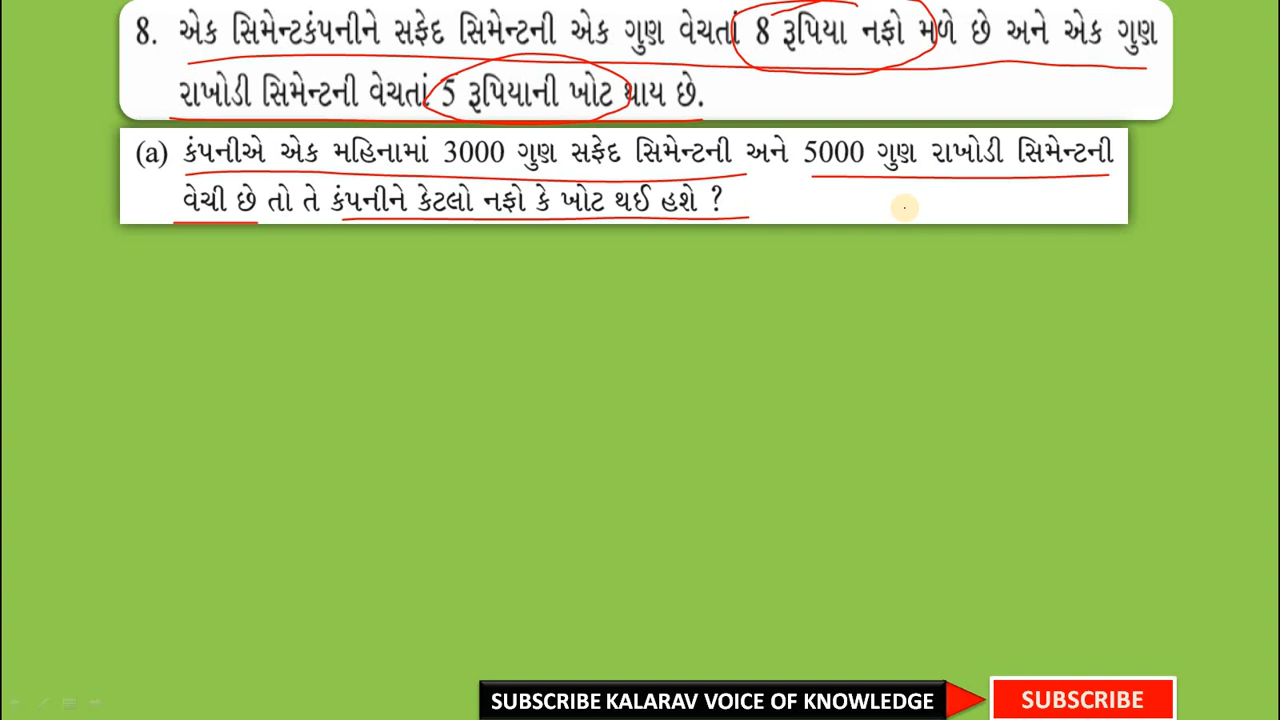 8. એક સિમેન્ટકંપનીને સફેદ સિમેન્ટની એક ગુણ વેચતાં 8 રૂપિયા નફો મળે છે અને એક ગુણ
રાખોડી સિમેન્ટની વેચતાં 5 રૂપિયાની ખોટ થાય છે.
(a) કંપનીએ એક મહિનામાં 3000 ગુણ સફેદ સિમેન્ટની અને 5000 ગુણ રાખોડી સિમેન્ટની
વેચી છે તો તે કંપનીને કેટલો નફો કે ખોટ થઈ હશે ?
SUBSCRIBE KALARAV VOICE OF KNOWLEDGE
SUBSCRIBE